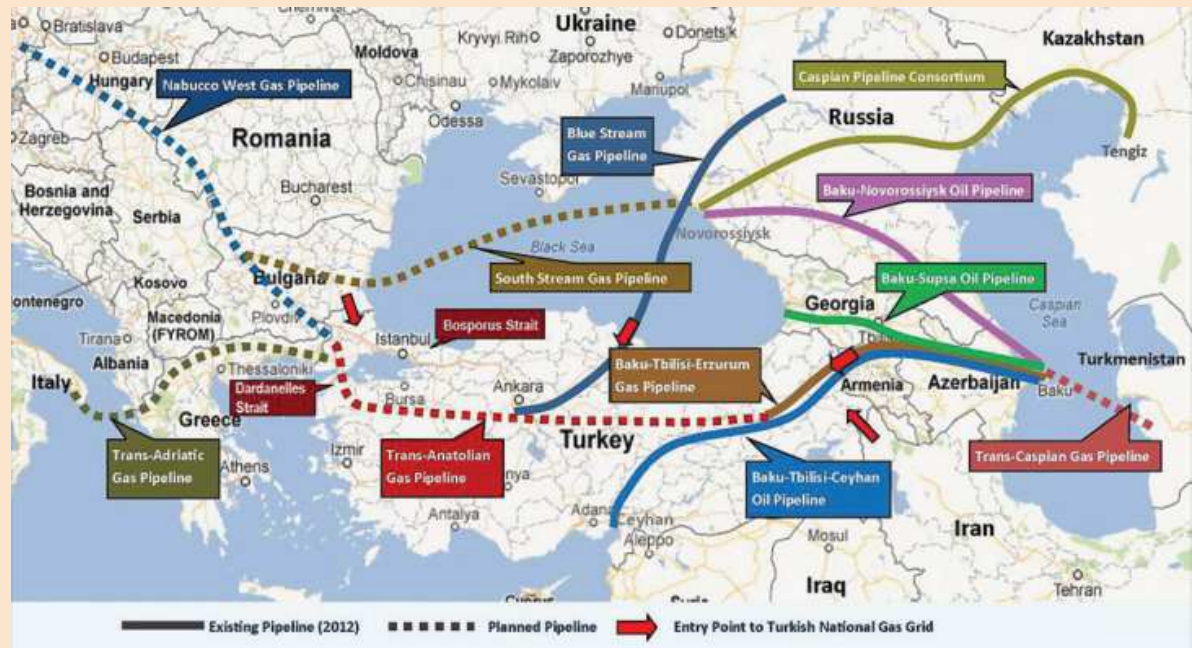 Bratislava
Ukraine
Budapest
Hungary
Nabucco West Gas Pipeline
Moldova
Chisinau
Kryvyi Rih
Zaporozhye
Donets'k
Kazakhstan
Caspian Pipeline Consortium
Mykolaiv
Mariupol
Odessa
Zagreb
Romania
Russia
Blue Stream
Gas Pipeline
Tengiz
Bosnia and
Herzegovina
Bucharest
Sevastopol
Baku-Novorossiysk Oil Pipeline
Serbia
Novorossiysk
Black Sea
Kosovo
Bulgaria
South Stream Gas Pipeline
Baku-Supsa Oil Pipeline
ontenegro
Macedonia
(FYROM)
Plovdiv
Georgia
Caspian
Sea
Tirana
Albania
Istanbul
Bosporus Strait
Turkmenistan
Italy
Thessaloniki
Dardanelles
Strait
Bursa
Ankara
Baku-Tbilisi-Erzurum
Gas Pipeline
Armenia
Azerbaijan
Baku
Greece
Turkey
Trans-Adriatic
Gas Pipeline
Athens
Izmir
Trans-Anatolian
Gas Pipeline
nya
Baku-Tbilisi-Ceyhan
Oil Pipeline
Trans-Caspian Gas Pipeline
Antalya
Adana
Ceyhan
Aleppo
Mosul
Iran
Iraq
Tehran
Existing Pipeline (2012)
Planned Pipeline
Entry Point to Turkish National Gas Grid